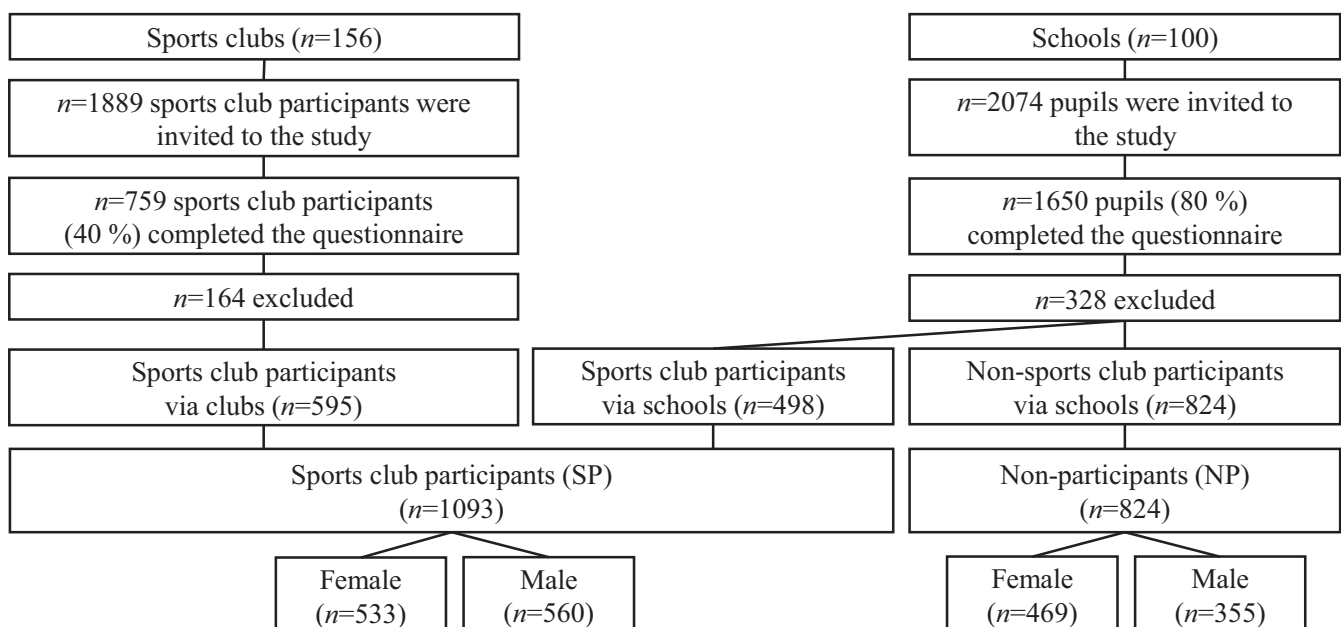 Sports clubs (n=156)
Schools (n=100)
n=1889 sports club participants were
invited to the study
n=2074 pupils were invited to
the study
n=759 sports club participants
(40 %) completed the questionnaire
n=1650 pupils (80 %)
completed the questionnaire
n=164 excluded
n=328 excluded
Sports club participants
via clubs (n=595)
Sports club participants
via schools (n=498)
Non-sports club participants
via schools (n=824)
Sports club participants (SP)
(n=1093)
Non-participants (NP)
(n=824)
Female
(n=533)
Male
(n=560)
Female
(n=469)
Male
(n=355)